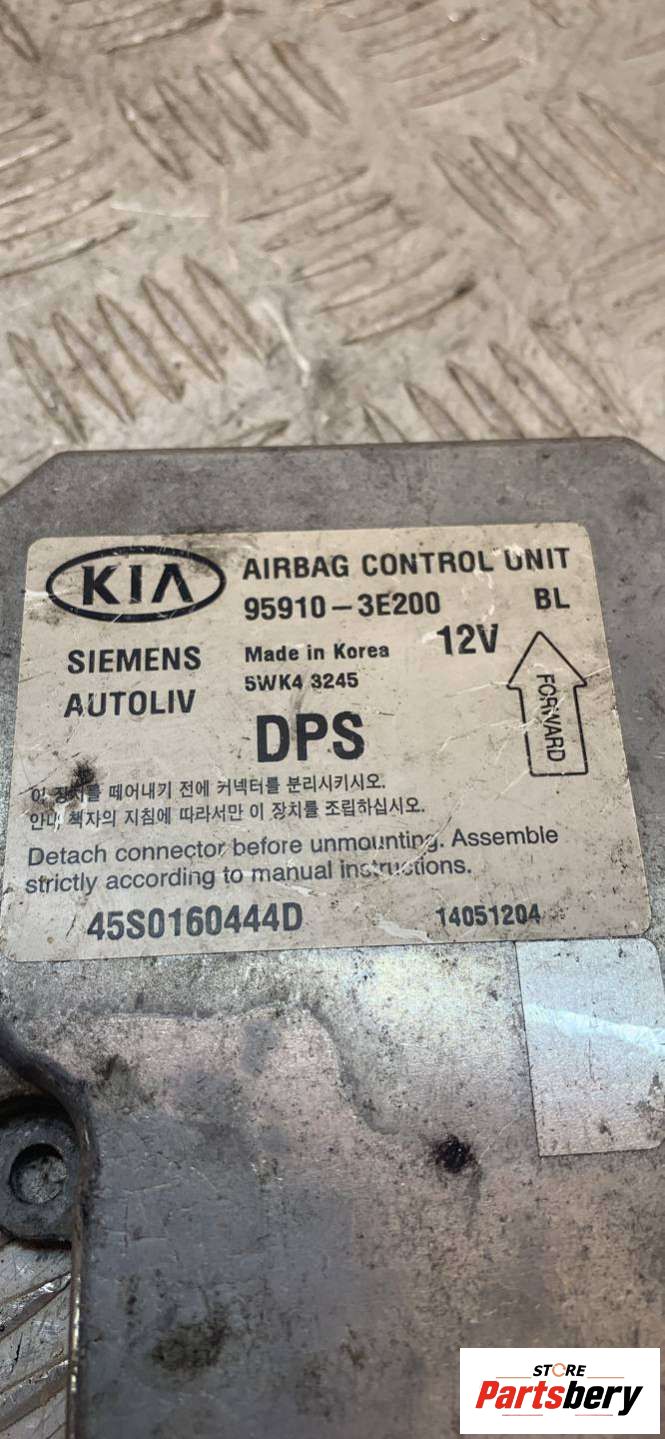 KIA
AIRBAG CONTROL UNIT
95910-3E200 BL
SIEMENS
AUTOLIV
Made in Korea 12V
5WK4 3245
FORWARD
DPS
이 장치를 떼어내기 전에 커넥터를 분리시키시오.
안내 책자의 지침에 따라서만 이 장치를 조립하십시오.
Detach connector before unmounting. Assemble
strictly according to manual instructions.
45S0160444D 14051204
STORE
Partsbery